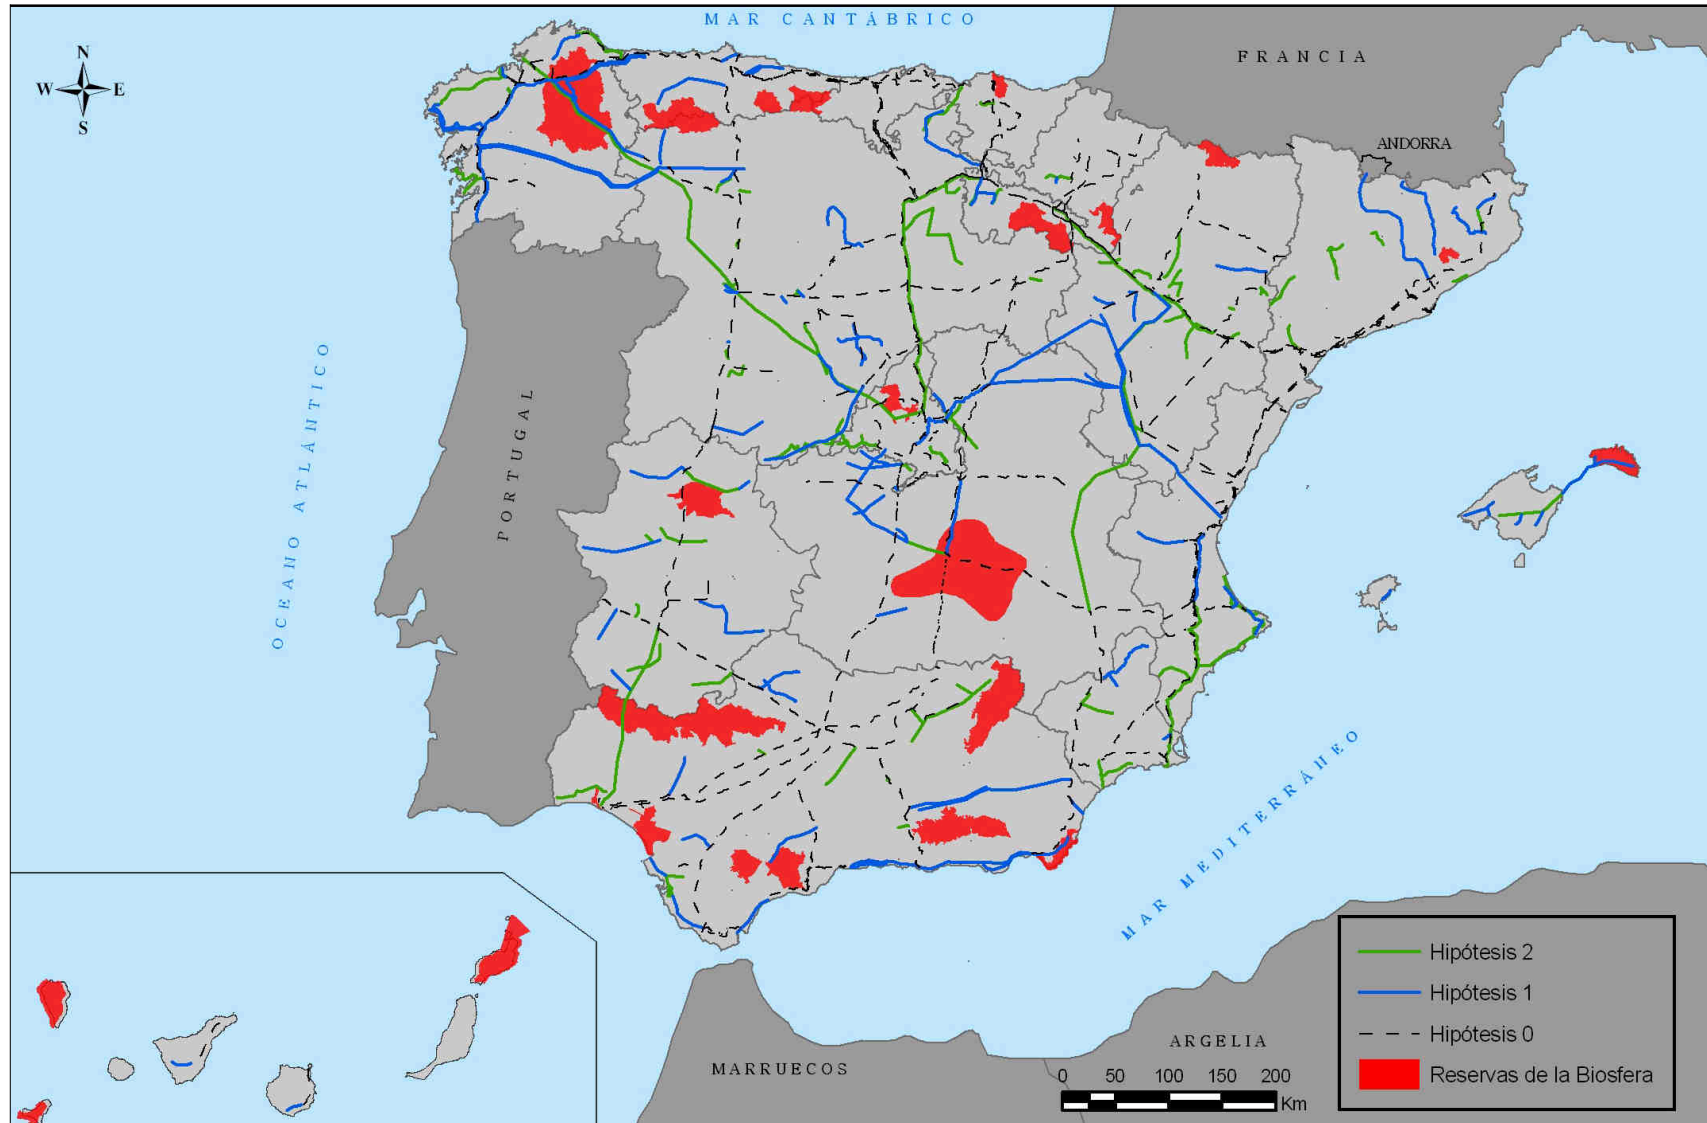 MAR CANTÁBRICO
FRANCIA
N
W E
S
ANDORRA
OCEANO ATLÁNTICO
PORTUGAL
MAR MEDITERRÁNEO
MARRUECOS
ARGELIA
0 50 100 150 200
Km
Hipótesis 2
Hipótesis 1
Hipótesis 0
Reservas de la Biosfera